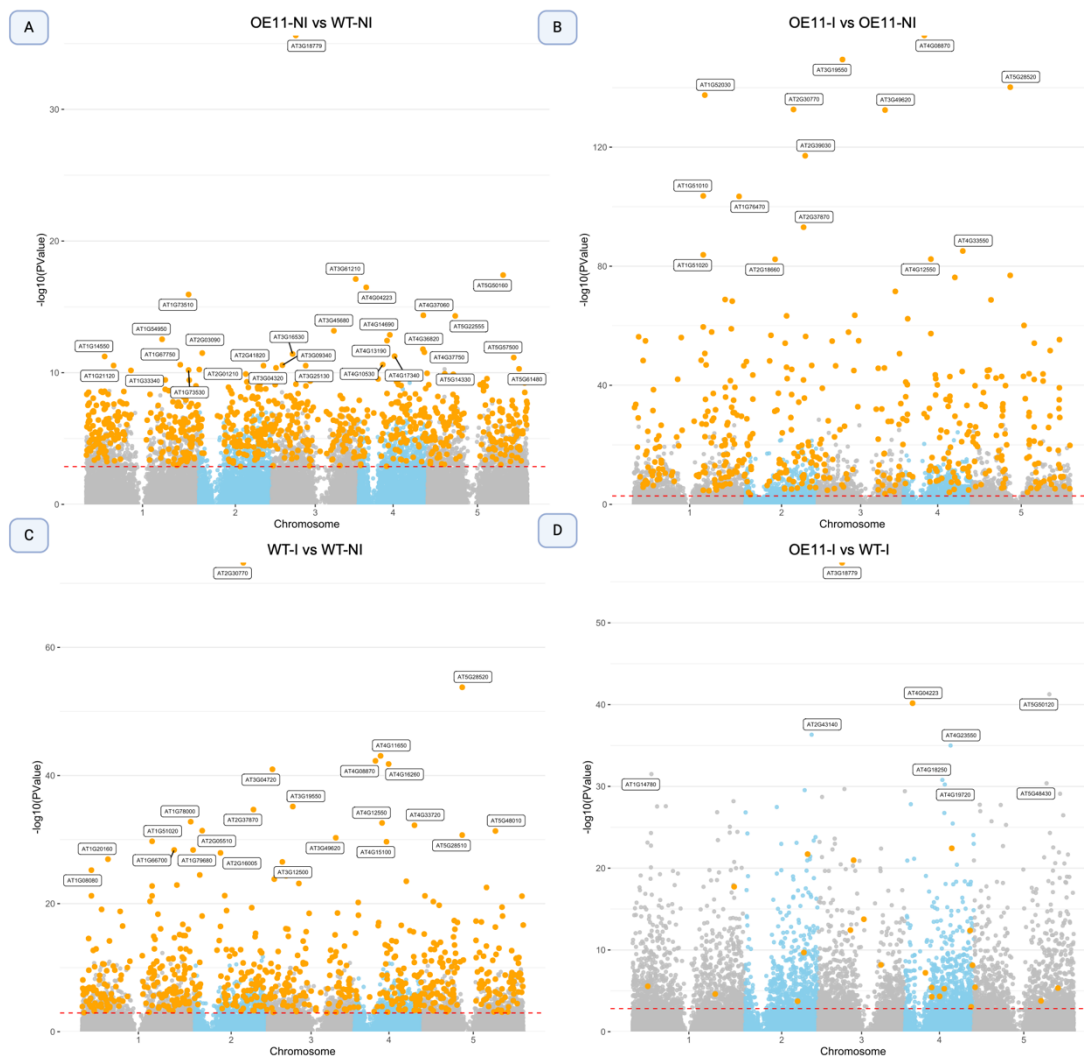 A
OE11-NI vs WT-NI
AT3G18779
30
AT3G61210
AT4G04223
AT5G50160
20
AT1G73510
AT4G37060
AT3G45680
AT4G14690
AT5G22555
AT1G54950
AT3G16530
AT1G14550
AT1G67750
AT2G03090
AT2G41820
AT3G09340
AT4G13190
AT4G36820
AT5G57500
AT4G37750
AT1G21120
AT1G33340
AT2G01210
AT3G04320
AT3G25130
AT4G10530
AT4G17340
AT5G14330
AT5G61480
10
AT1G73530
0
-log10(PValue)
1 2 3 4 5
Chromosome
B
OE11-I vs OE11-NI
AT4G08870
AT3G19550
AT5G28520
AT1G52030
AT2G30770
AT3G49620
120
AT2G39030
AT1G51010
AT1G76470
AT2G37870
AT4G33550
AT1G51020
AT2G18660
AT4G12550
80
40
0
-log10(PValue)
1 2 3 4 5
Chromosome
C
WT-I vs WT-NI
AT2G30770
60
AT5G28520
AT4G11650
AT4G08870
AT4G16260
40
AT3G04720
AT3G19550
AT1G78000
AT2G37870
AT4G12550
AT4G33720
AT5G48010
AT1G51020
AT2G05510
AT3G49620
AT5G28510
AT1G20160
AT1G66700
AT1G79680
AT2G16005
AT4G15100
AT1G08080
AT3G12500
20
0
-log10(PValue)
1 2 3 4 5
Chromosome
D
OE11-I vs WT-I
AT3G18779
50
AT4G04223
40
AT5G50120
AT2G43140
AT4G23550
AT1G14780
AT4G18250
AT4G19720
AT5G48430
30
20
10
0
-log10(PValue)
1 2 3 4 5
Chromosome